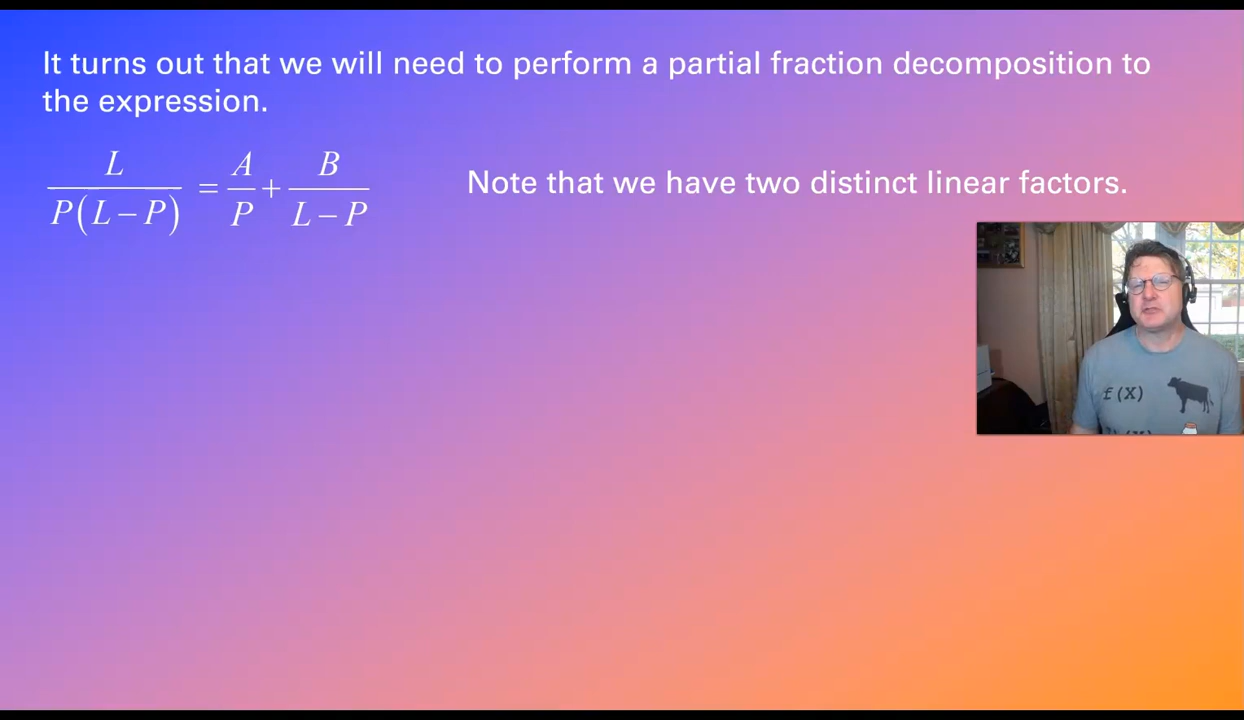 It turns out that we will need to perform a partial fraction decomposition to
the expression.
L/(P(L−P)) = A/P + B/(L−P)
Note that we have two distinct linear factors.
f(X)